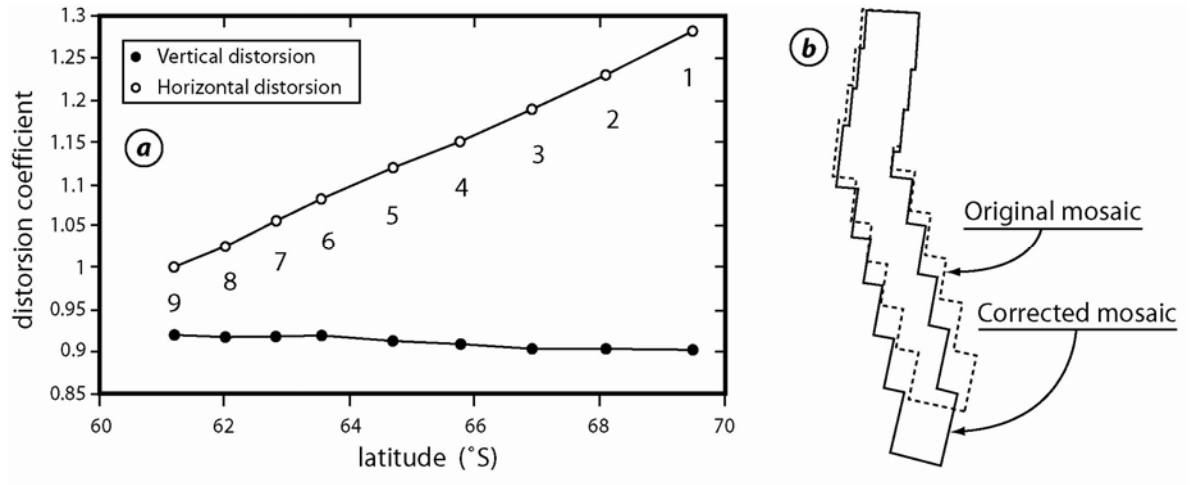 1.3
1.25
1.2
1.15
1.1
1.05
1
0.95
0.9
0.85
distorsion coefficient
Vertical distorsion
Horizontal distorsion
a
1
2
3
4
5
6
7
8
9
60 62 64 66 68 70
latitude (˚S)
b
Original mosaic
Corrected mosaic